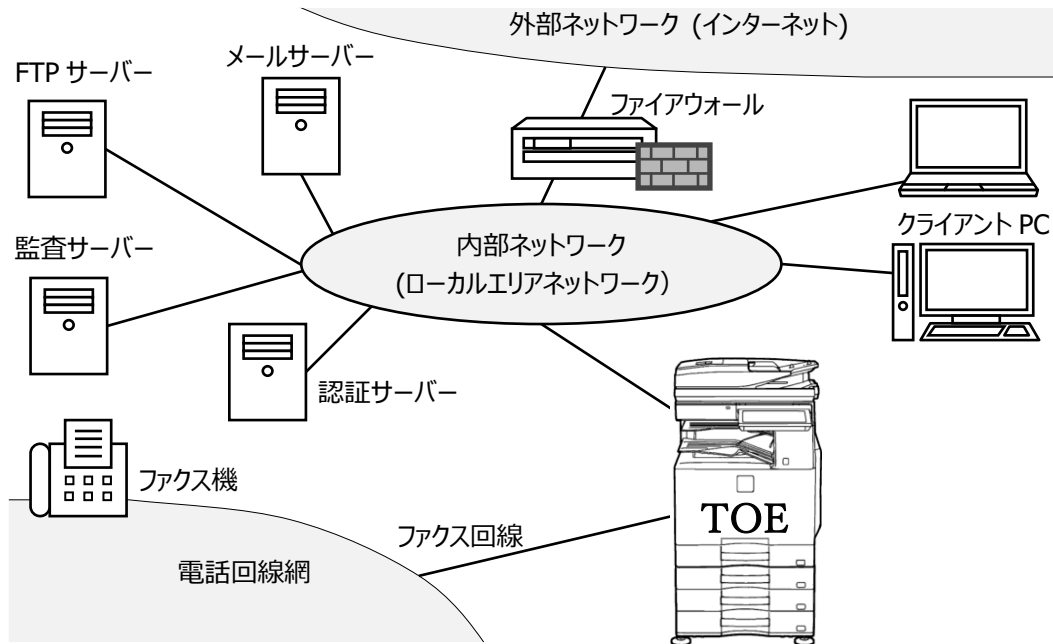 外部ネットワーク (インターネット)
メールサーバー
FTP サーバー
ファイアウォール
監査サーバー
内部ネットワーク
(ローカルエリアネットワーク)
クライアント PC
認証サーバー
ファクス機
TOE
ファクス回線
電話回線網